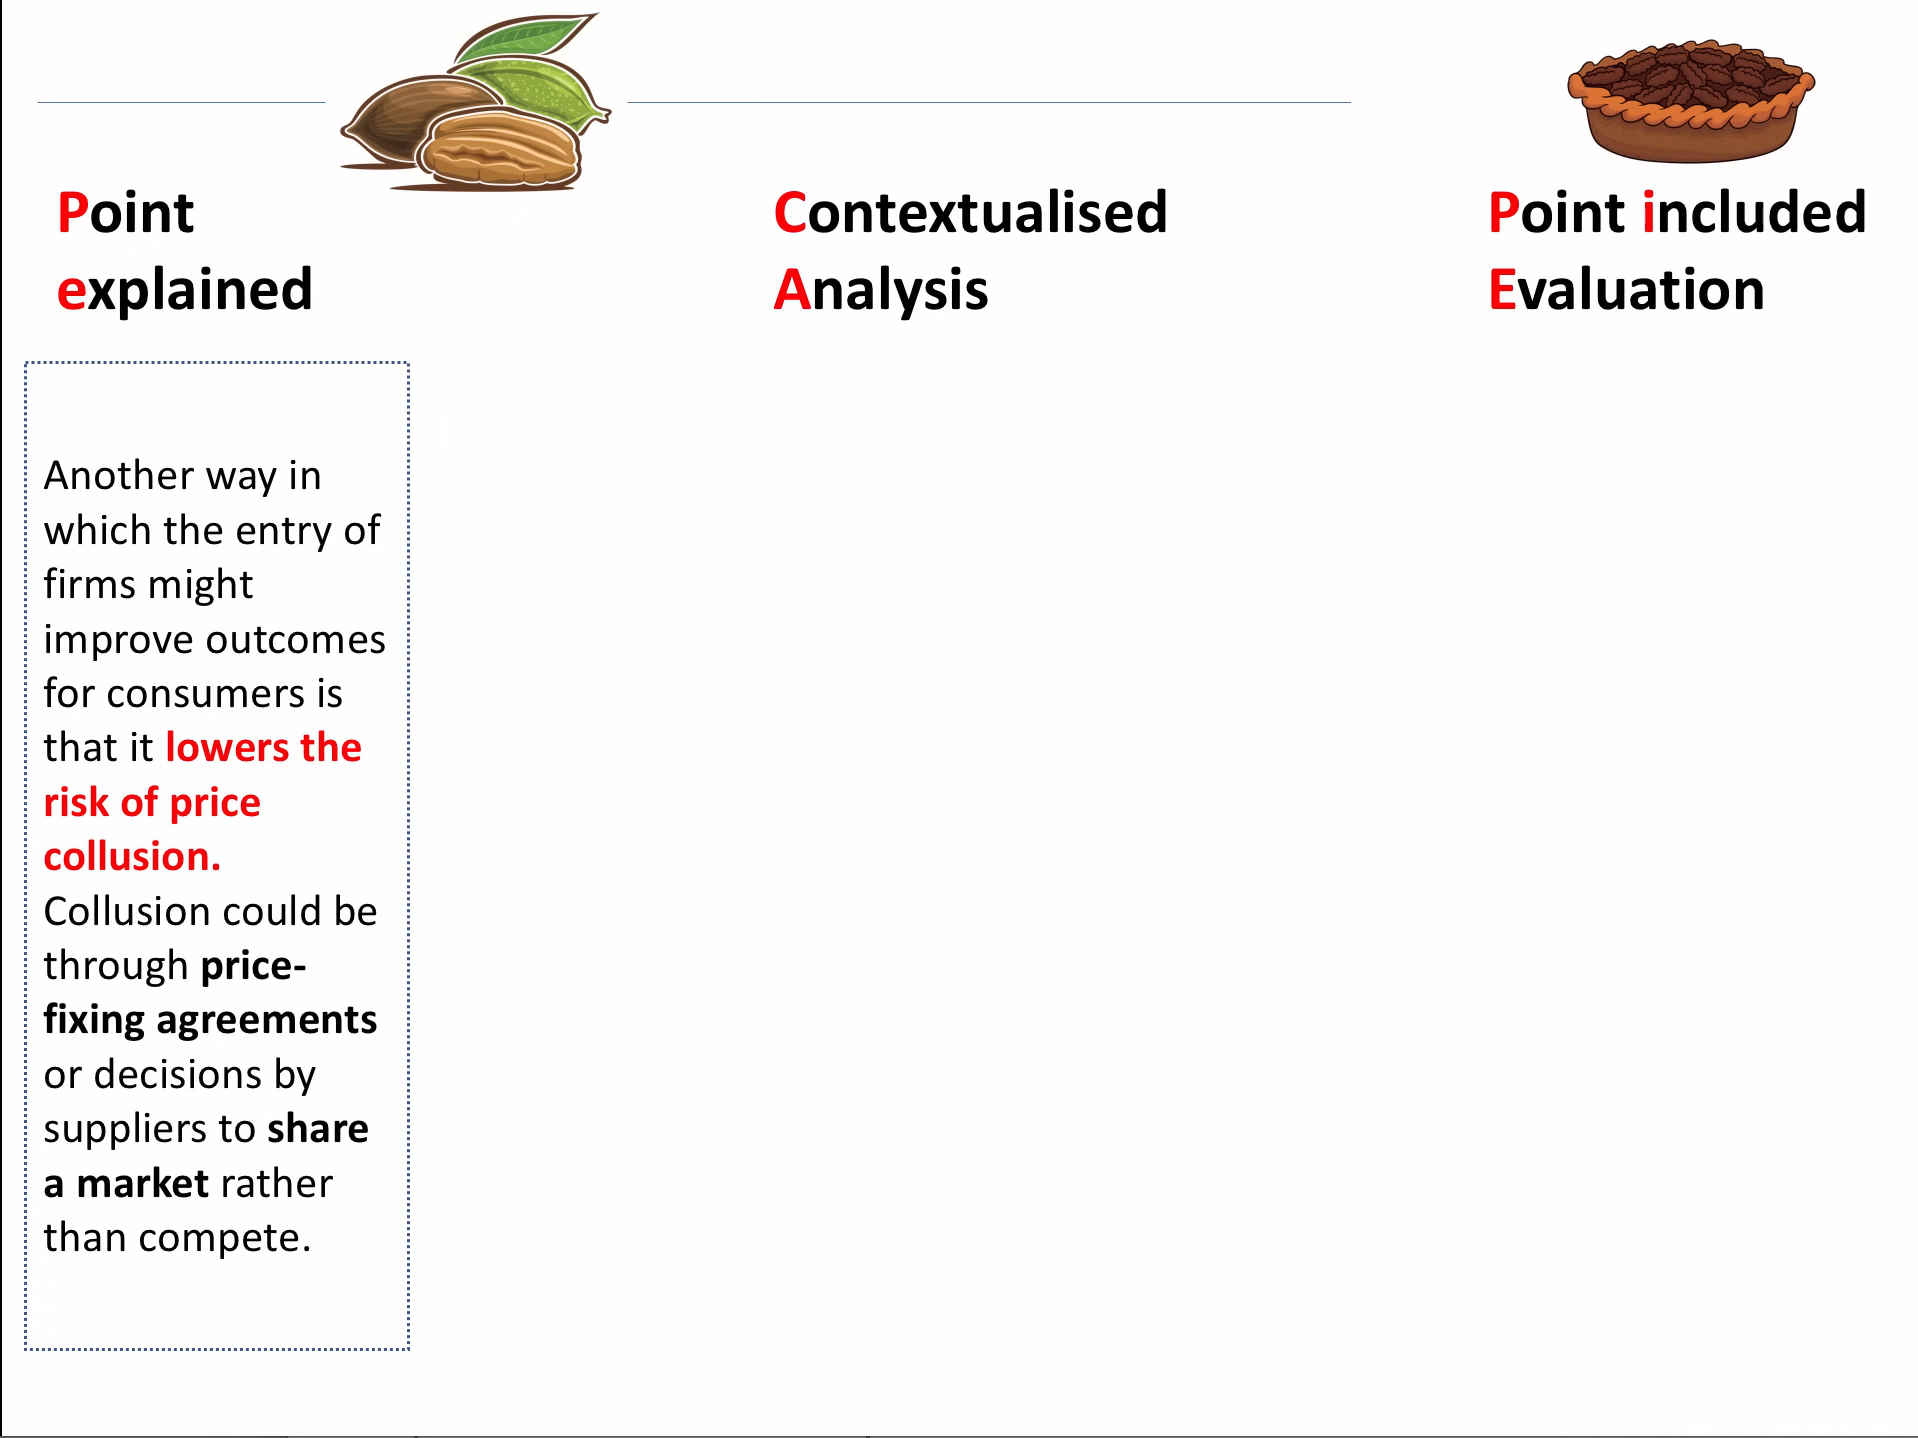 Point
explained
Contextualised
Analysis
Point included
Evaluation
Another way in
which the entry of
firms might
improve outcomes
for consumers is
that it lowers the
risk of price
collusion.
Collusion could be
through price-
fixing agreements
or decisions by
suppliers to share
a market rather
than compete.